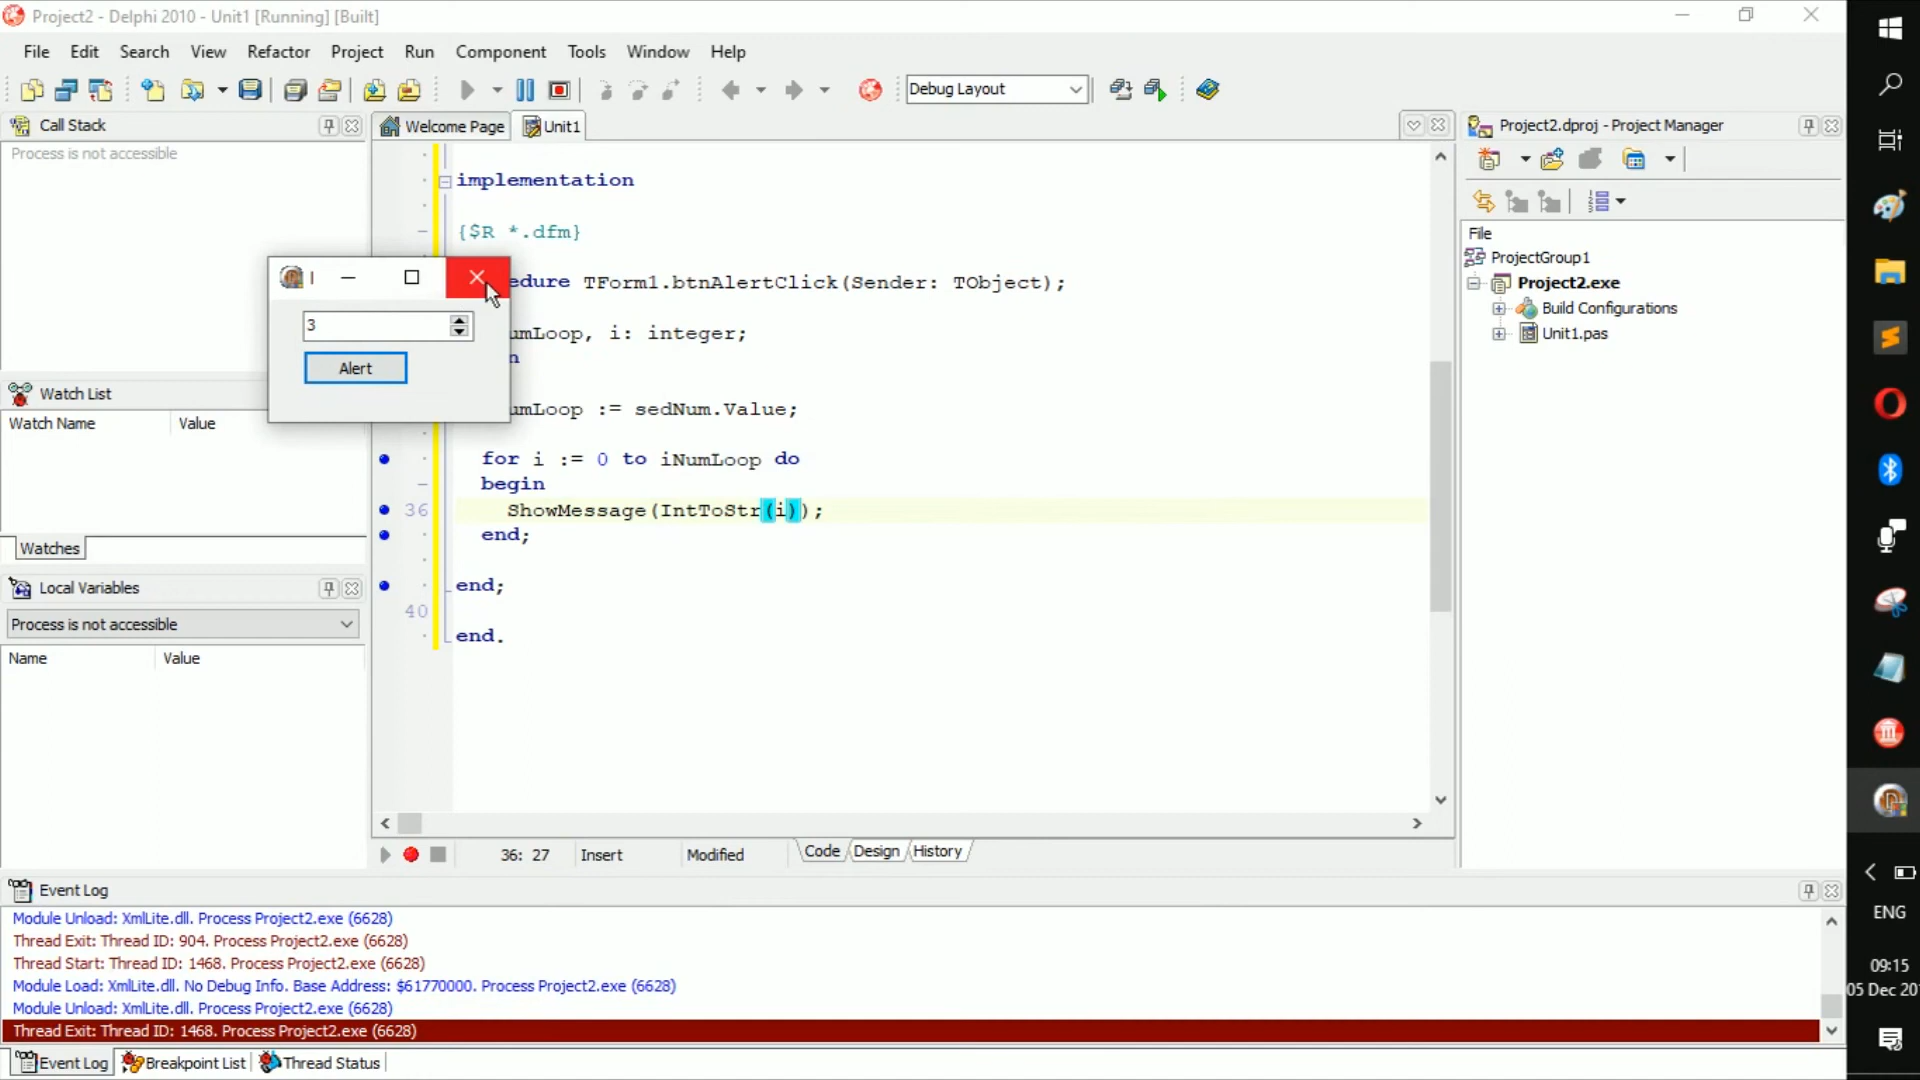 Project2 - Delphi 2010 - Unit1 [Running] [Built]
File Edit Search View Refactor Project Run Component Tools Window Help
Debug Layout
Call Stack
Process is not accessible
Welcome Page
Unit1
implementation
{$R *.dfm}
edure TForm1.btnAlertClick(Sender: TObject);
umLoop, i: integer;
n
umLoop := sedNum.Value;
for i := 0 to iNumLoop do
begin
36 ShowMessage(IntToStr(i));
end;
end;
40
end.
3
Alert
Watch List
Watch Name Value
Watches
Local Variables
Process is not accessible
Name Value
36: 27 Insert Modified Code Design History
Project2.dproj - Project Manager
File
ProjectGroup1
Project2.exe
Build Configurations
Unit1.pas
Event Log
Module Unload: XmlLite.dll. Process Project2.exe (6628)
Thread Exit: Thread ID: 904. Process Project2.exe (6628)
Thread Start: Thread ID: 1468. Process Project2.exe (6628)
Module Load: XmlLite.dll. No Debug Info. Base Address: $61770000. Process Project2.exe (6628)
Module Unload: XmlLite.dll. Process Project2.exe (6628)
Thread Exit: Thread ID: 1468. Process Project2.exe (6628)
Event Log Breakpoint List Thread Status
ENG
09:15
05 Dec 20